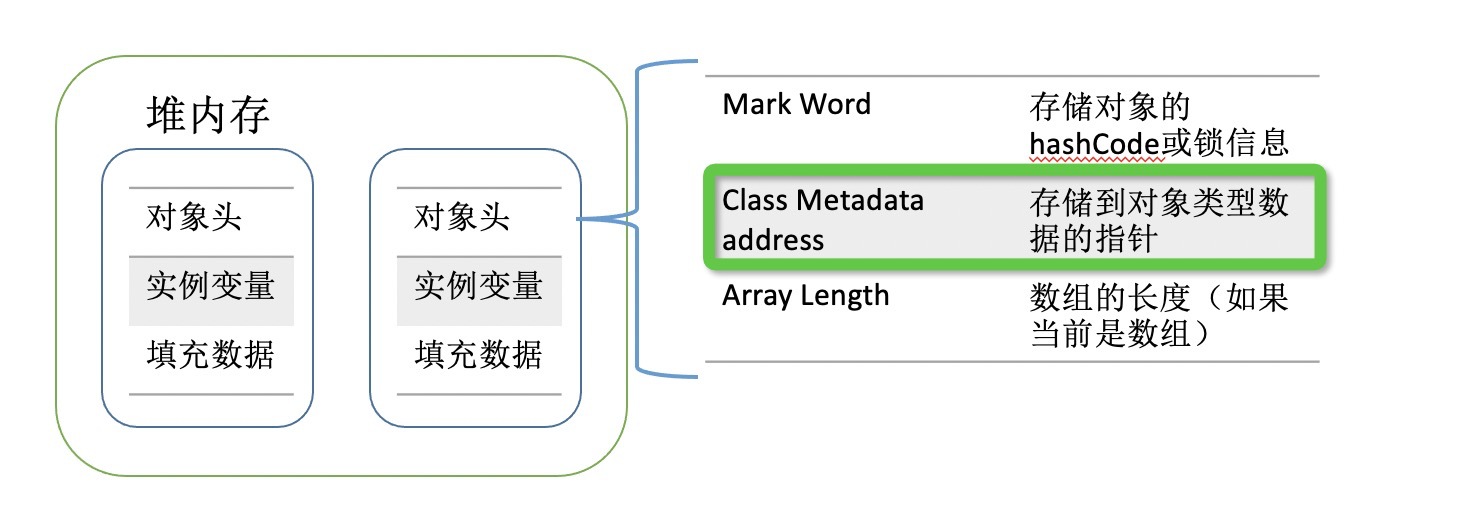 堆内存
对象头
实例变量
填充数据
对象头
实例变量
填充数据
Mark Word
存储对象的
hashCode或锁信息
Class Metadata
address
存储到对象类型数
据的指针
Array Length
数组的长度（如果
当前是数组）